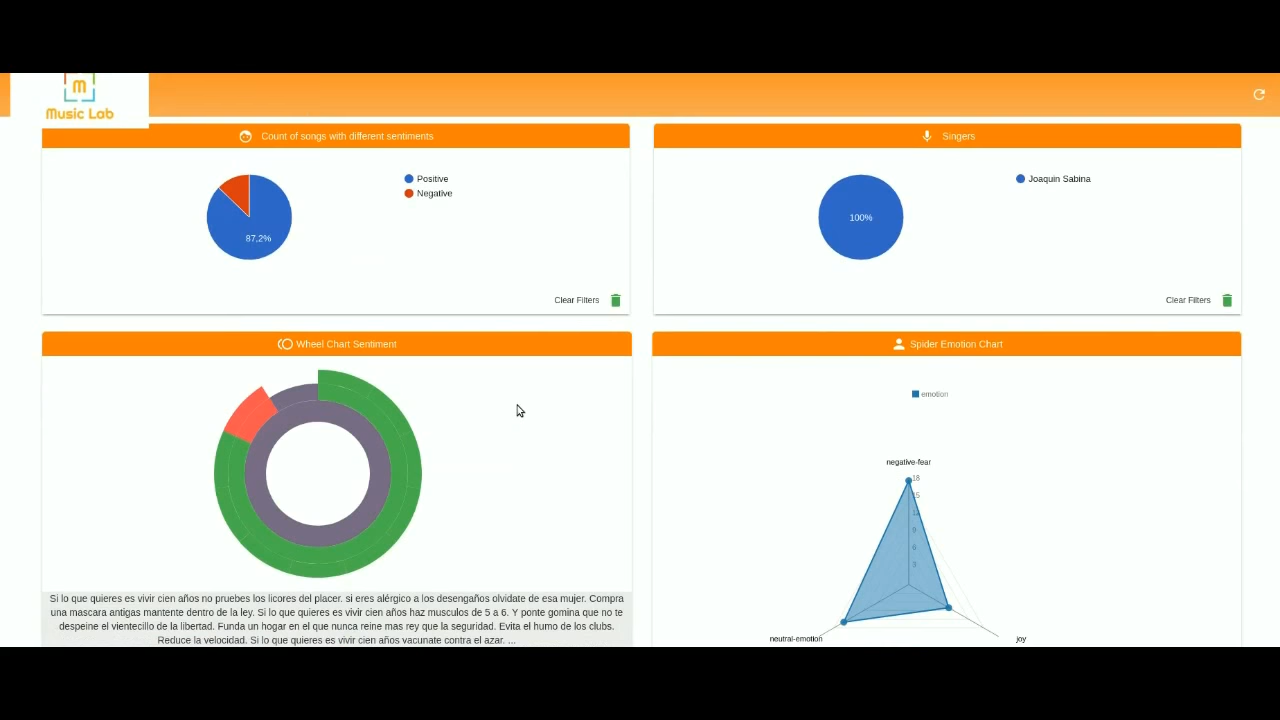 m
Music Lab
Count of songs with different sentiments
Singers
Positive
Negative
87,2%
Joaquin Sabina
100%
Clear Filters
Clear Filters
Wheel Chart Sentiment
Spider Emotion Chart
emotion
negative-fear
18
15
9
6
3
neutral-emotion
joy
Si lo que quieres es vivir cien años no pruebes los licores del placer. si eres alérgico a los desengaños olvidate de esa mujer. Compra
una mascara antigas mantente dentro de la ley. Si lo que quieres es vivir cien años haz musculos de 5 a 6. Y ponte gomina que no te
despeine el vientecillo de la libertad. Funda un hogar en el que nunca reine mas rey que la seguridad. Evita el humo de los clubs.
Reduce la velocidad. Si lo que quieres es vivir cien años vacunate contra el azar. ...